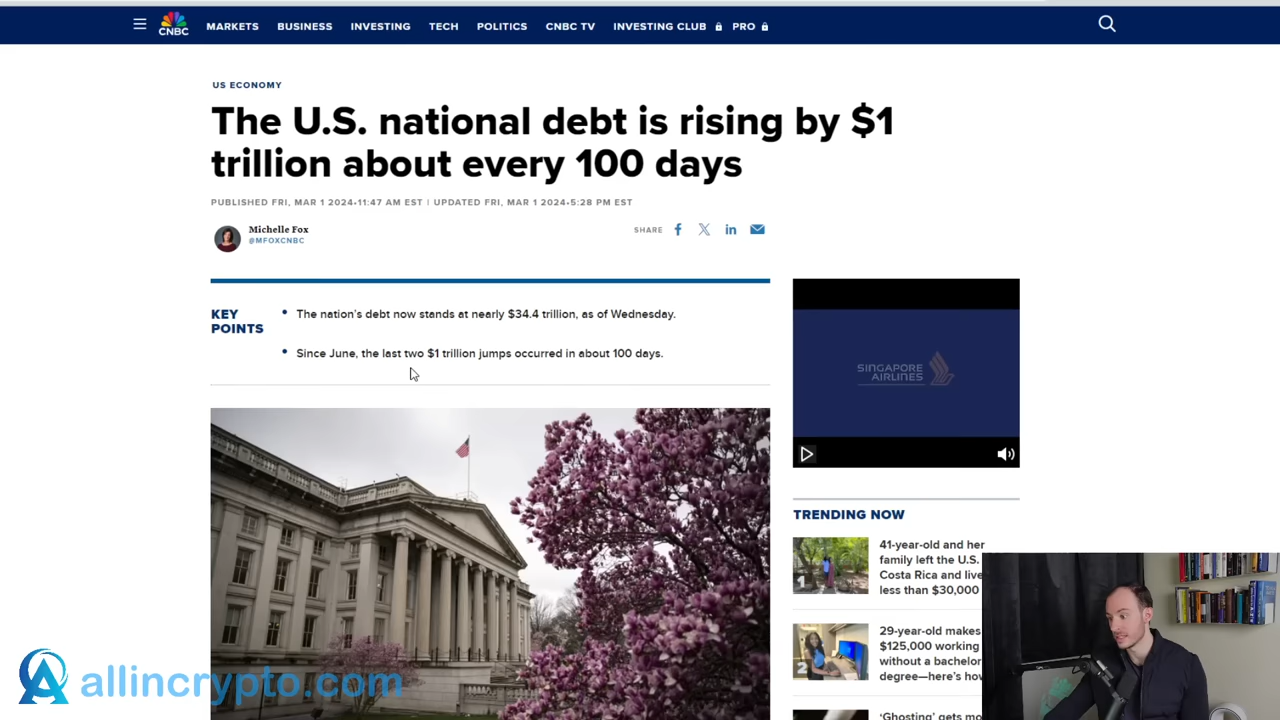 CNBC
MARKETS BUSINESS INVESTING TECH POLITICS CNBC TV INVESTING CLUB PRO
US ECONOMY
The U.S. national debt is rising by $1
trillion about every 100 days
PUBLISHED FRI, MAR 1 2024•11:47 AM EST | UPDATED FRI, MAR 1 2024•5:28 PM EST
Michelle Fox
@MFOXCNBC
SHARE
KEY
POINTS
• The nation's debt now stands at nearly $34.4 trillion, as of Wednesday.
• Since June, the last two $1 trillion jumps occurred in about 100 days.
SINGAPORE
AIRLINES
TRENDING NOW
1
41-year-old and her
family left the U.S.
Costa Rica and live
less than $30,000
2
29-year-old makes
$125,000 working
without a bachelor
degree—here's how
'Ghosting' gets mo
allincrypto.com